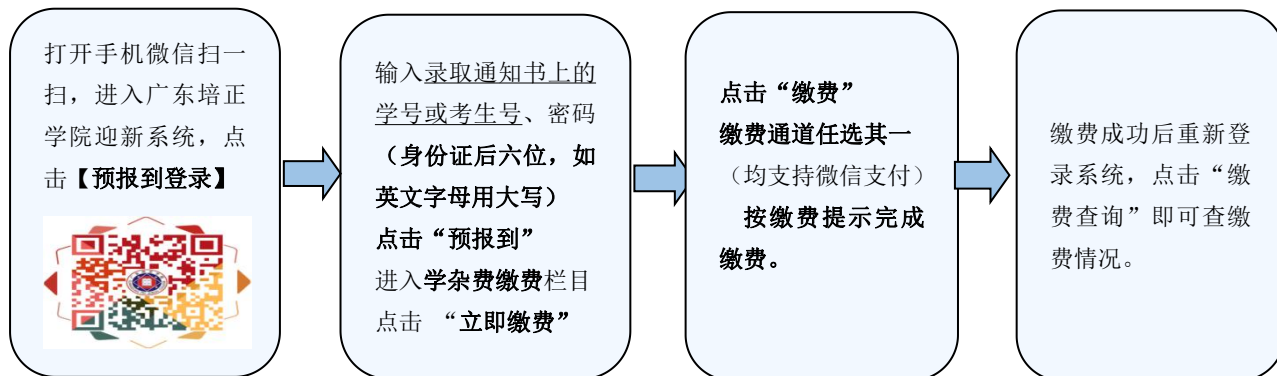 打开手机微信扫一
扫，进入广东培正
学院迎新系统，点
击【预报到登录】
输入录取通知书上的
学号或考生号、密码
（身份证后六位，如
英文字母用大写）
点击“预报到”
进入学杂费缴费栏目
点击 “立即缴费”
点击“缴费”
缴费通道任选其一
（均支持微信支付）
按缴费提示完成
缴费。
缴费成功后重新登
录系统，点击“缴
费查询”即可查缴
费情况。